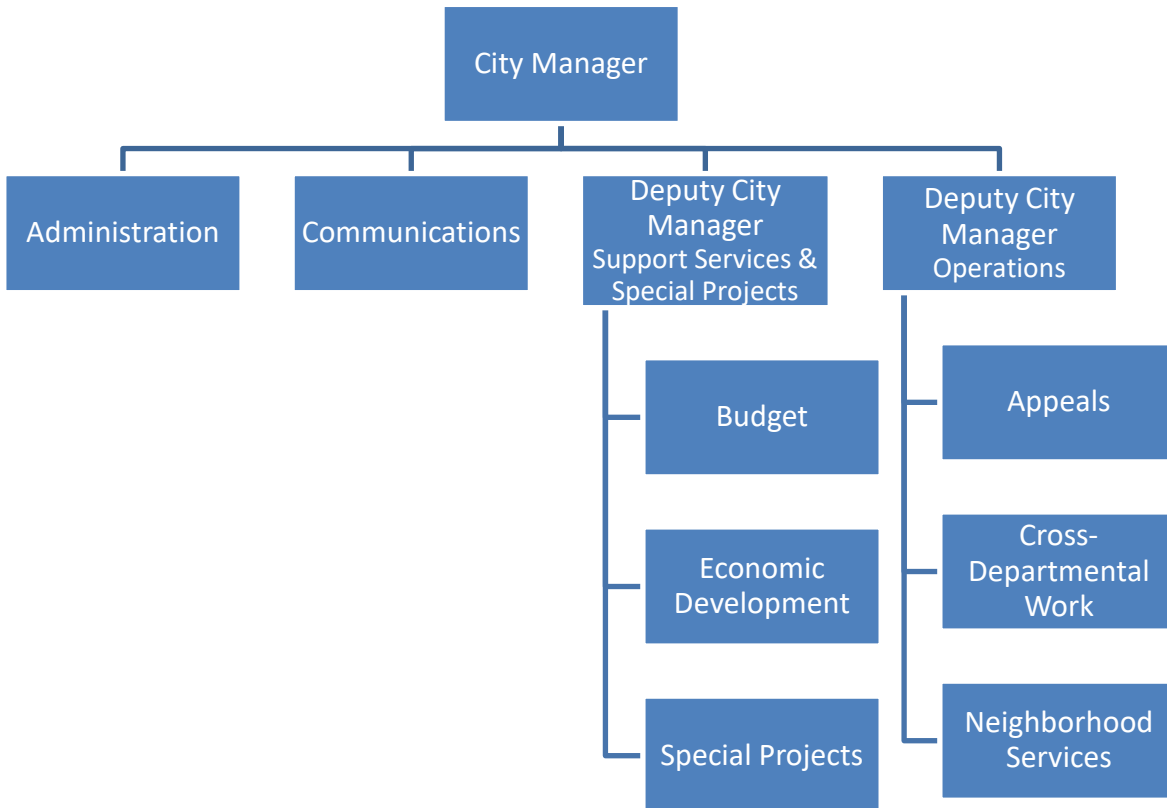 City Manager
Administration
Communications
Deputy City
Manager
Support Services &
Special Projects
Deputy City
Manager
Operations
Budget
Economic
Development
Special Projects
Appeals
Cross-
Departmental
Work
Neighborhood
Services